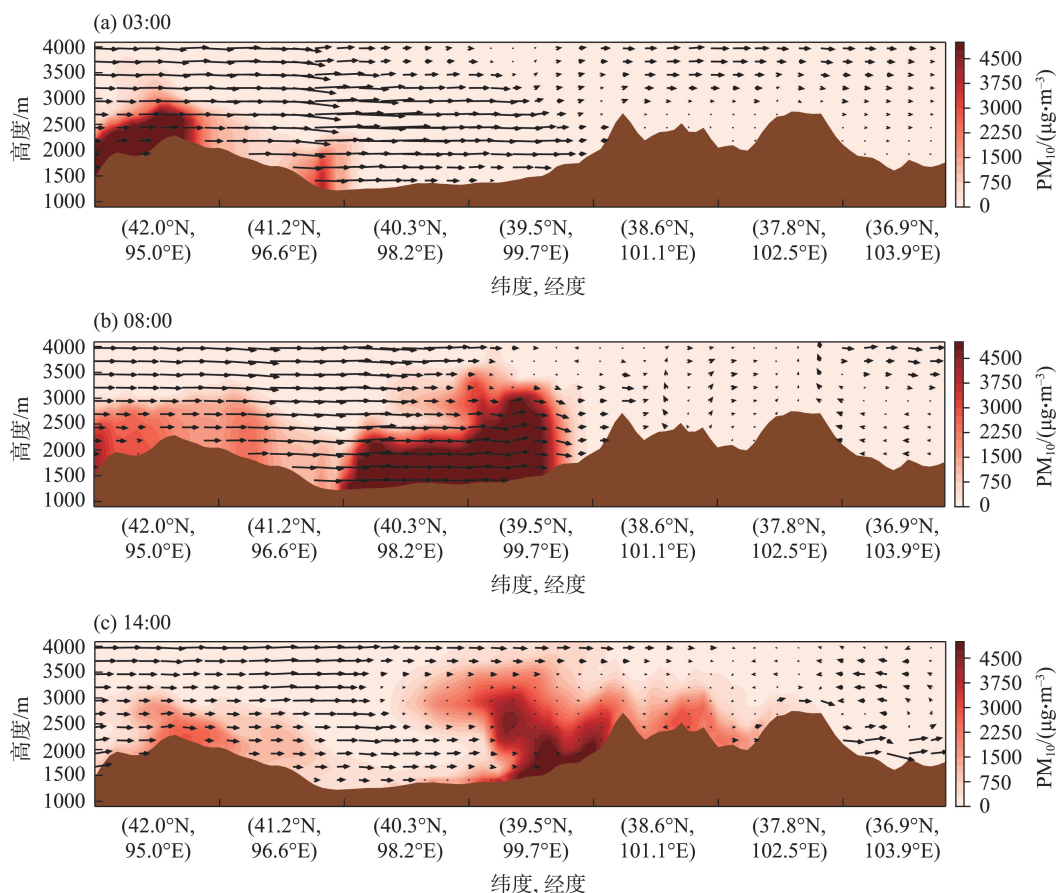 (a) 03:00
4000
3500
3000
2500
2000
1500
1000
高度/m
4500
3750
3000
2250
1500
750
0
PM₁₀/(μg·m⁻³)
(42.0°N, 95.0°E)
(41.2°N, 96.6°E)
(40.3°N, 98.2°E)
(39.5°N, 99.7°E)
(38.6°N, 101.1°E)
(37.8°N, 102.5°E)
(36.9°N, 103.9°E)
纬度, 经度
(b) 08:00
4000
3500
3000
2500
2000
1500
1000
高度/m
4500
3750
3000
2250
1500
750
0
PM₁₀/(μg·m⁻³)
(42.0°N, 95.0°E)
(41.2°N, 96.6°E)
(40.3°N, 98.2°E)
(39.5°N, 99.7°E)
(38.6°N, 101.1°E)
(37.8°N, 102.5°E)
(36.9°N, 103.9°E)
纬度, 经度
(c) 14:00
4000
3500
3000
2500
2000
1500
1000
高度/m
4500
3750
3000
2250
1500
750
0
PM₁₀/(μg·m⁻³)
(42.0°N, 95.0°E)
(41.2°N, 96.6°E)
(40.3°N, 98.2°E)
(39.5°N, 99.7°E)
(38.6°N, 101.1°E)
(37.8°N, 102.5°E)
(36.9°N, 103.9°E)
纬度, 经度